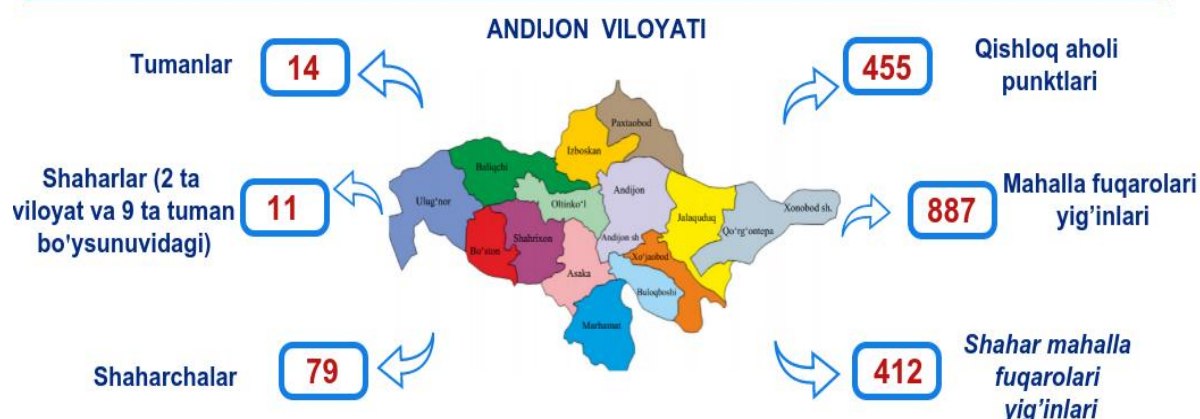 ANDIJON VILOYATI
Tumanlar
14
455
Qishloq aholi
punktlari
Shaharlar (2 ta
viloyat va 9 ta tuman
bo'ysunuvidagi)
11
887
Mahalla fuqarolari
yig'inlari
Shaharchalar
79
412
Shahar mahalla
fuqarolari
yig'inlari
Paxtaobod
Izboskan
Baliqchi
Andijon
Ulag'nor
Oltinko'l
Jalaquduq
Xonobod sh.
Qo'rg'ontepa
Andijon sh
Shahrixon
Bo'ston
Xo'jaobod
Asaka
Buloqboshi
Marhamat